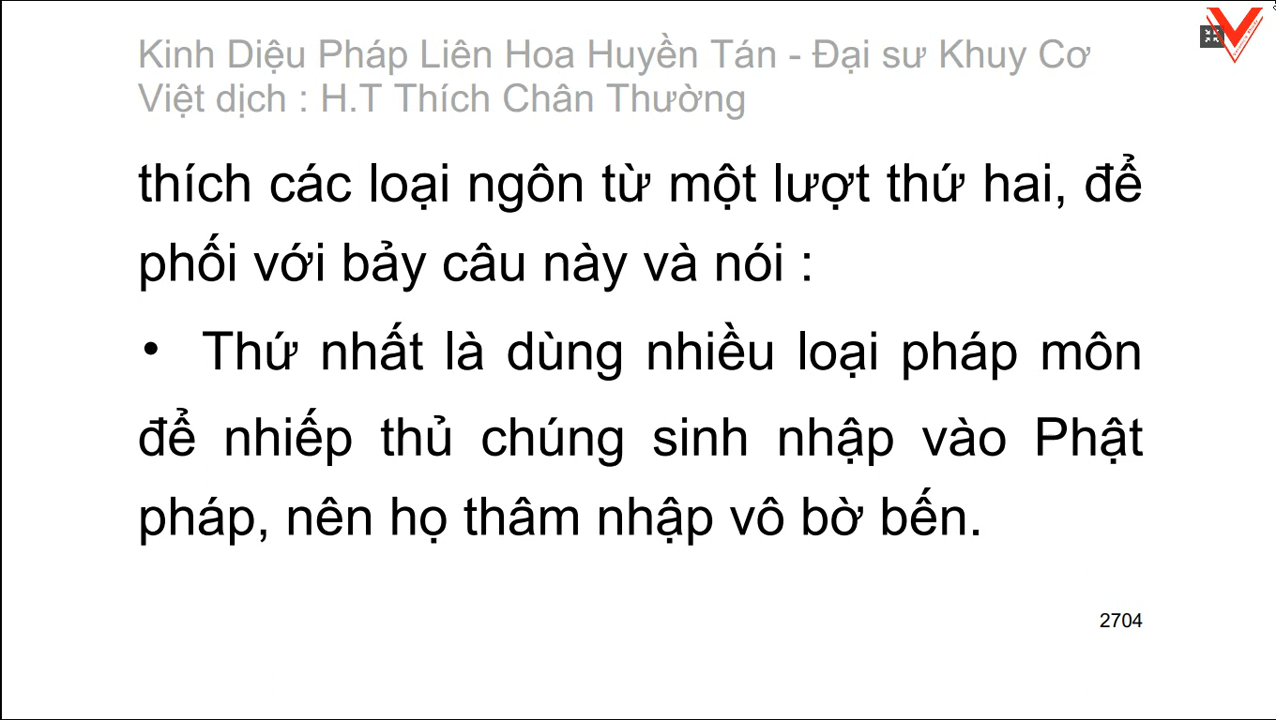 Kinh Diệu Pháp Liên Hoa Huyền Tán - Đại sư Khuy Cơ
Việt dịch : H.T Thích Chân Thường
thích các loại ngôn từ một lượt thứ hai, để
phối với bảy câu này và nói :
• Thứ nhất là dùng nhiều loại pháp môn
để nhiếp thủ chúng sinh nhập vào Phật
pháp, nên họ thâm nhập vô bờ bến.
2704